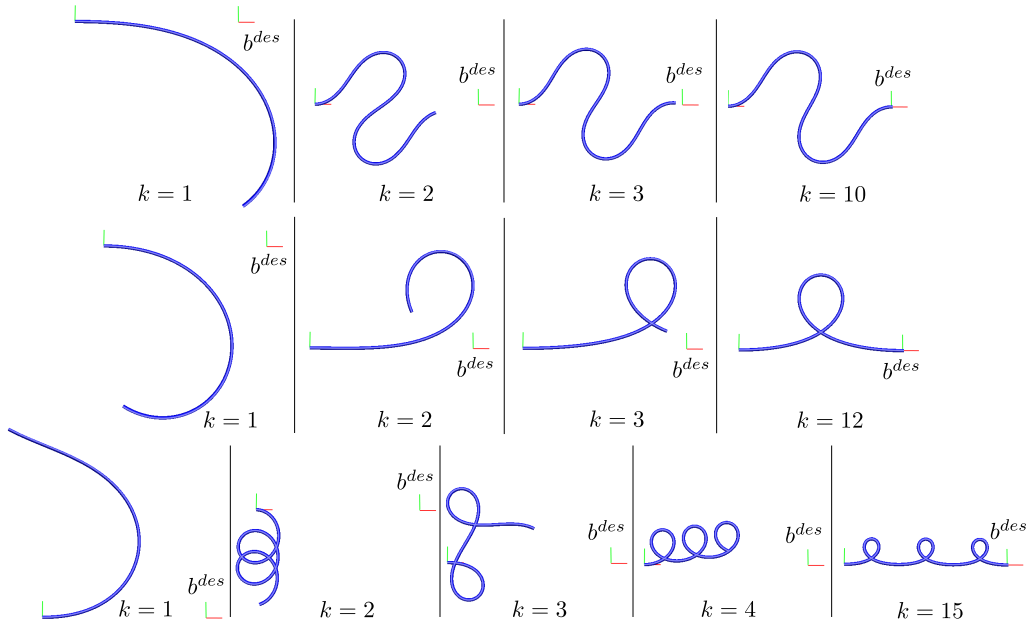 b^{des}
b^{des}
b^{des}
b^{des}
k = 1
k = 2
k = 3
k = 10
b^{des}
b^{des}
b^{des}
b^{des}
k = 1
k = 2
k = 3
k = 12
b^{des}
b^{des}
b^{des}
b^{des}
b^{des}
k = 1
k = 2
k = 3
k = 4
k = 15